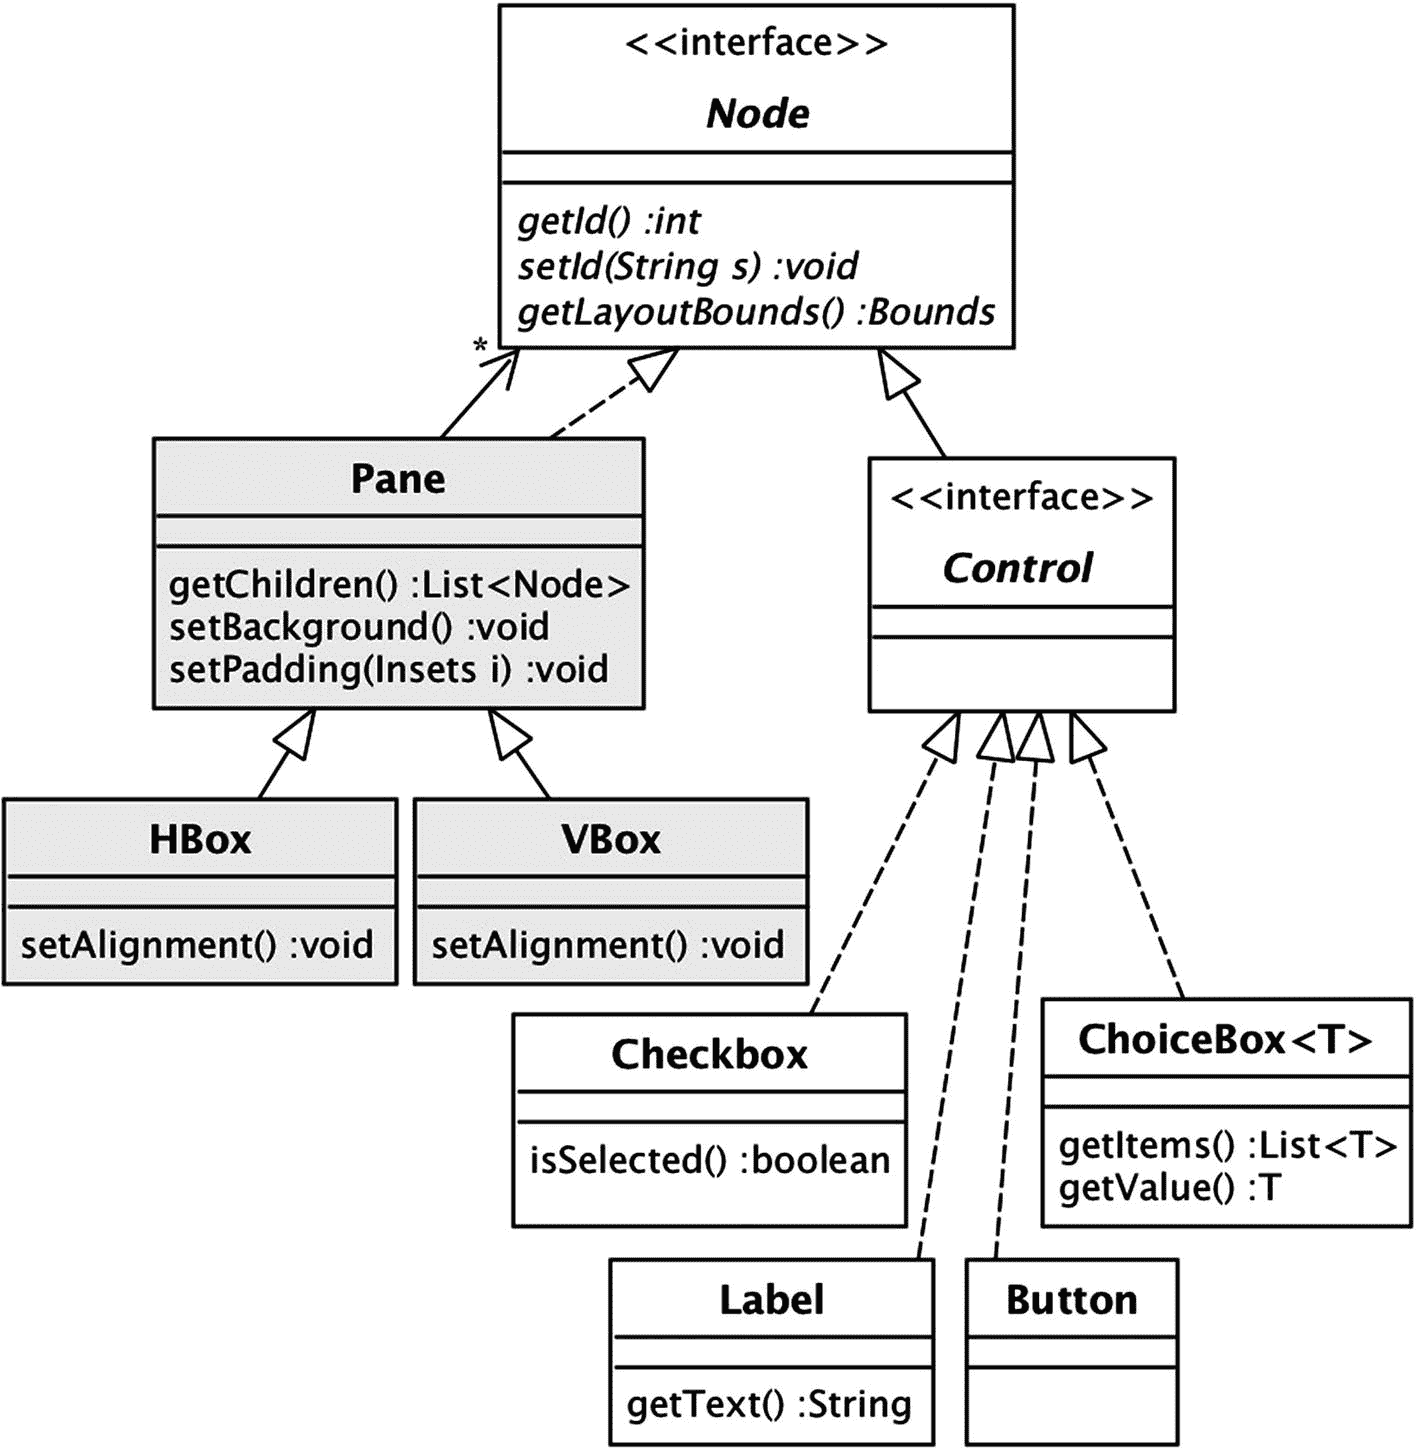 <<interface>>
Node
getId() :int
setId(String s) :void
getLayoutBounds() :Bounds
*
Pane
getChildren() :List<Node>
setBackground() :void
setPadding(Insets i) :void
<<interface>>
Control
HBox
setAlignment() :void
VBox
setAlignment() :void
Checkbox
isSelected() :boolean
ChoiceBox<T>
getItems() :List<T>
getValue() :T
Label
getText() :String
Button